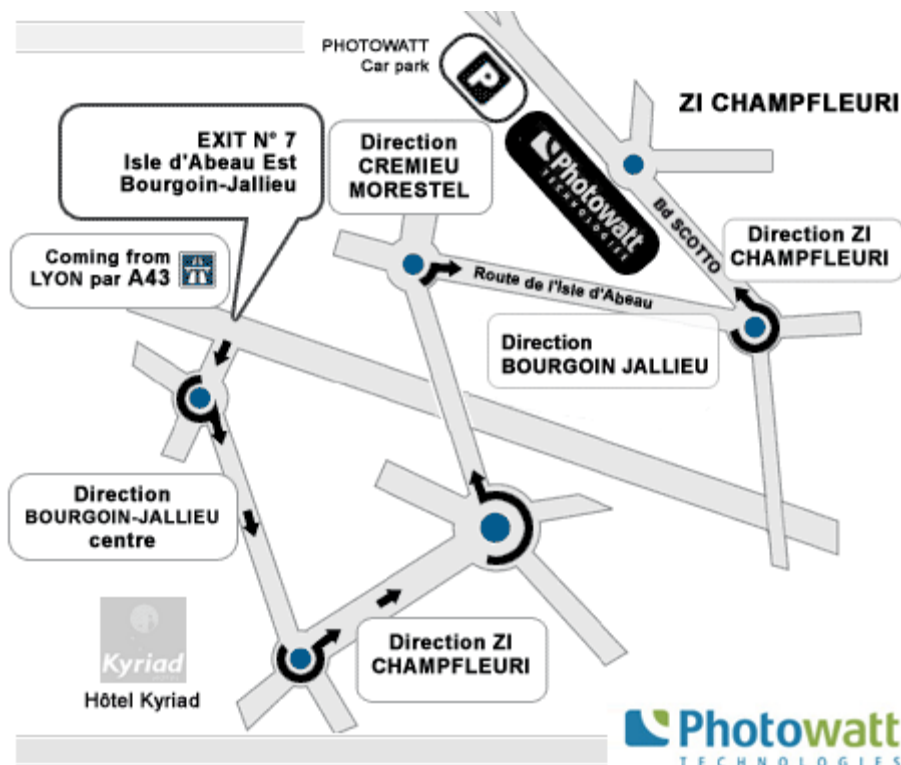 PHOTOWATT
Car park
P
ZI CHAMPFLEURI
EXIT N° 7
Isle d'Abeau Est
Bourgoin-Jallieu
Direction
CREMIEU
MORESTEL
Photowatt
TECHNOLOGIES
Bd SCOTTO
Coming from
LYON par A43
Direction ZI
CHAMPFLEURI
Route de l'Isle d'Abeau
Direction
BOURGOIN JALLIEU
Direction
BOURGOIN-JALLIEU
centre
Direction ZI
CHAMPFLEURI
Kyriad
Hôtel Kyriad
Photowatt
TECHNOLOGIES